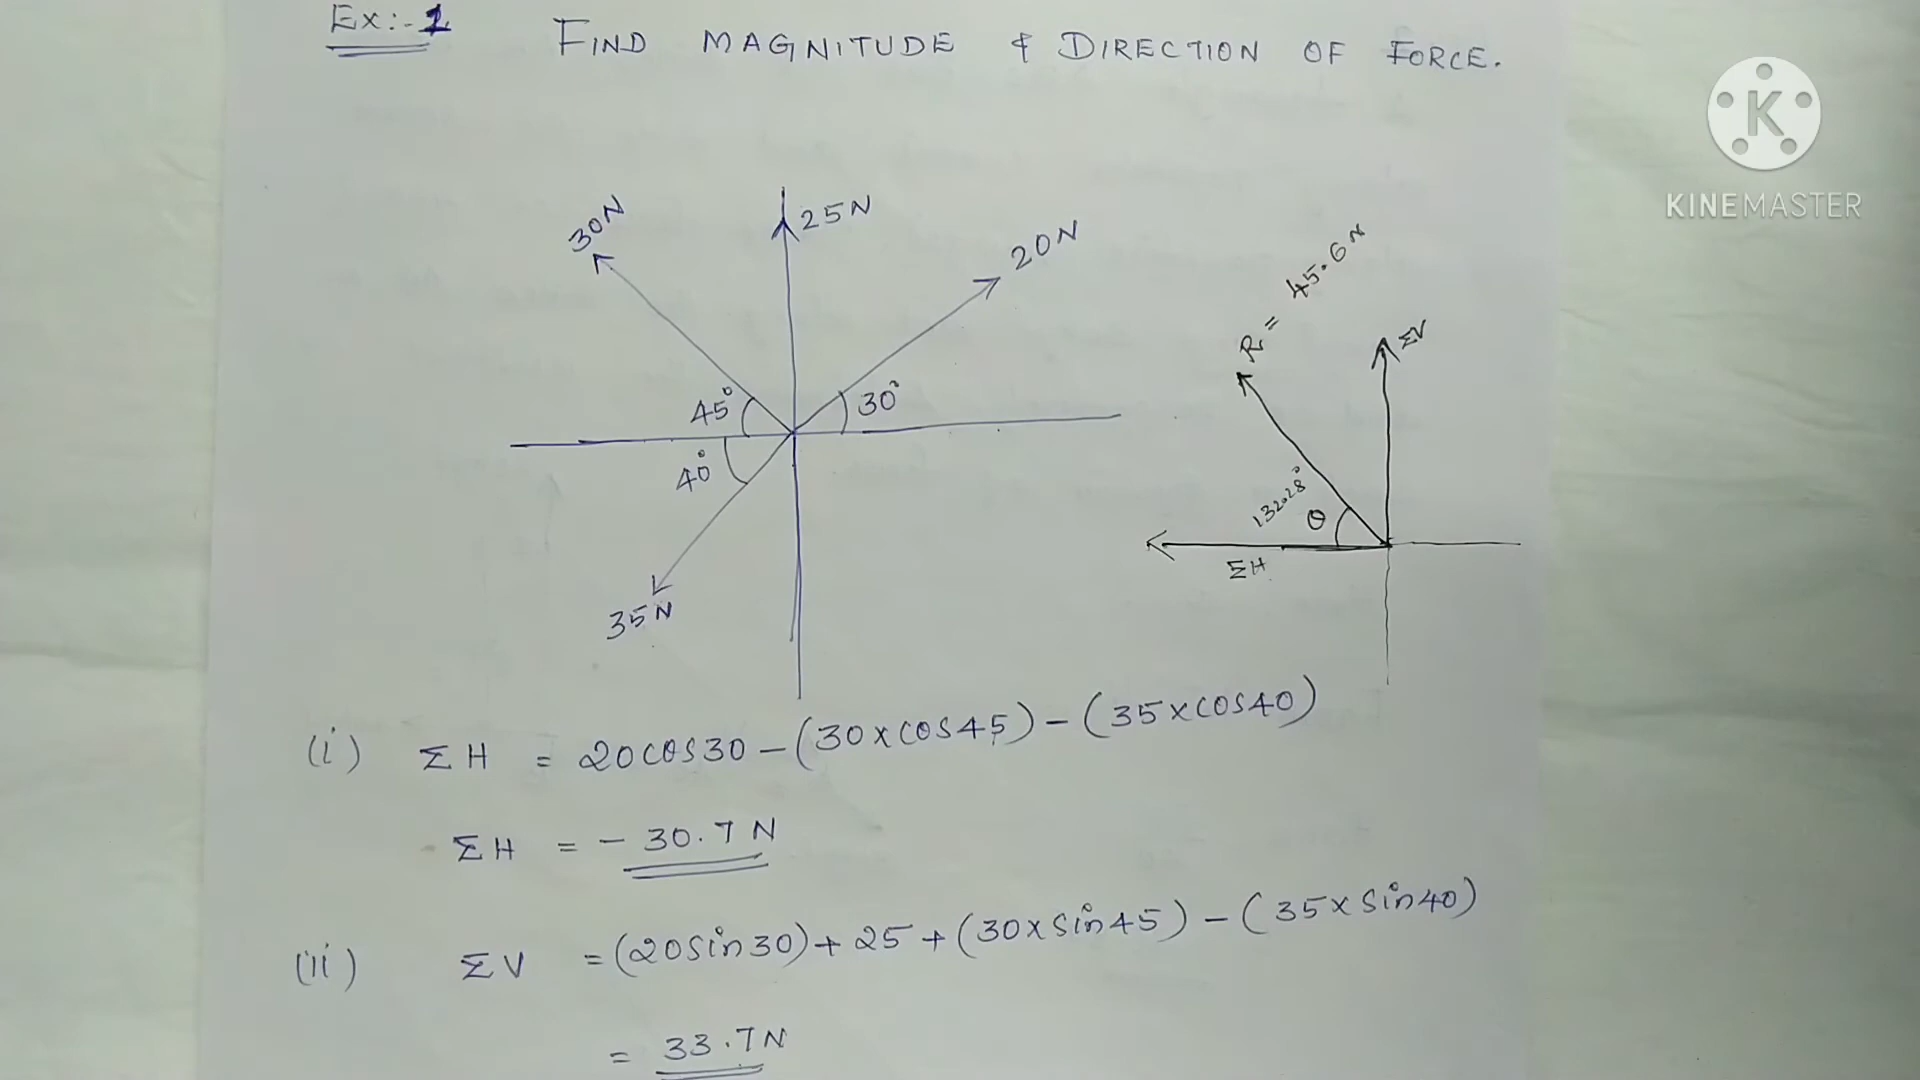 Ex:- 1
FIND MAGNITUDE & DIRECTION OF FORCE.
K
KINEMASTER
30N
25N
20N
45°
30°
40°
35N
R = 45.6 N
ΣV
132.28°
θ
ΣH
(i) ΣH = 20cos30 - (30×cos45) - (35×cos40)
ΣH = - 30.7 N
(ii) ΣV = (20sin30) + 25 + (30×sin45) - (35×sin40)
= 33.7N